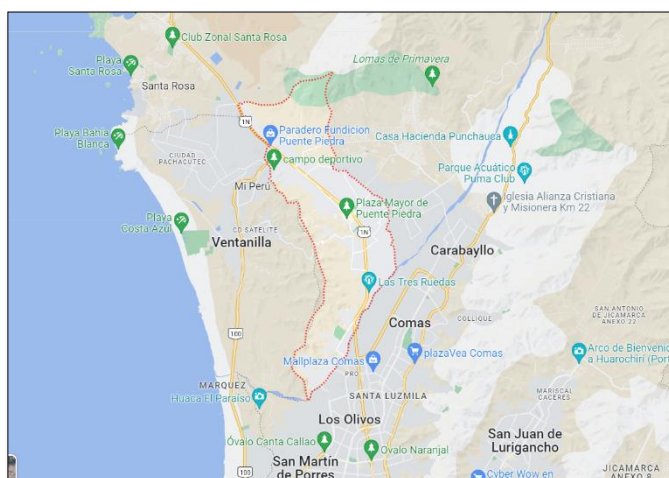 Club Zonal Santa Rosa
Playa
Santa Rosa
Santa Rosa
Lomas de Primavera
1N
Paradero Fundicion
Puente Piedra
Casa Hacienda Punchauca
Playa Bahía
Blanca
CIUDAD
PACHACUTEC
campo deportivo
Parque Acuático
Puma Club
Mi Perú
Plaza Mayor de
Puente Piedra
Iglesia Alianza Cristiana
y Misionera Km 22
Playa
Costa Azul
CD SATELITE
Ventanilla
1N
Carabayllo
Las Tres Ruedas
SAN ANTONIO
DE JICAMARCA
ANEXO 22
COLLIQUE
100
Comas
Mallplaza Comas
plazaVea Comas
Arco de Bienven
a Huarochirí (Port
PRO
MARQUEZ
Huaca El Paraíso
SANTA LUZMILA
MARISCAL
CACERES
Los Olivos
Óvalo Canta Callao
Ovalo Naranjal
San Juan de
Lurigancho
San Martín
de Porres
100
Cyber Wow en
JICAMARCA
ANEXO 8